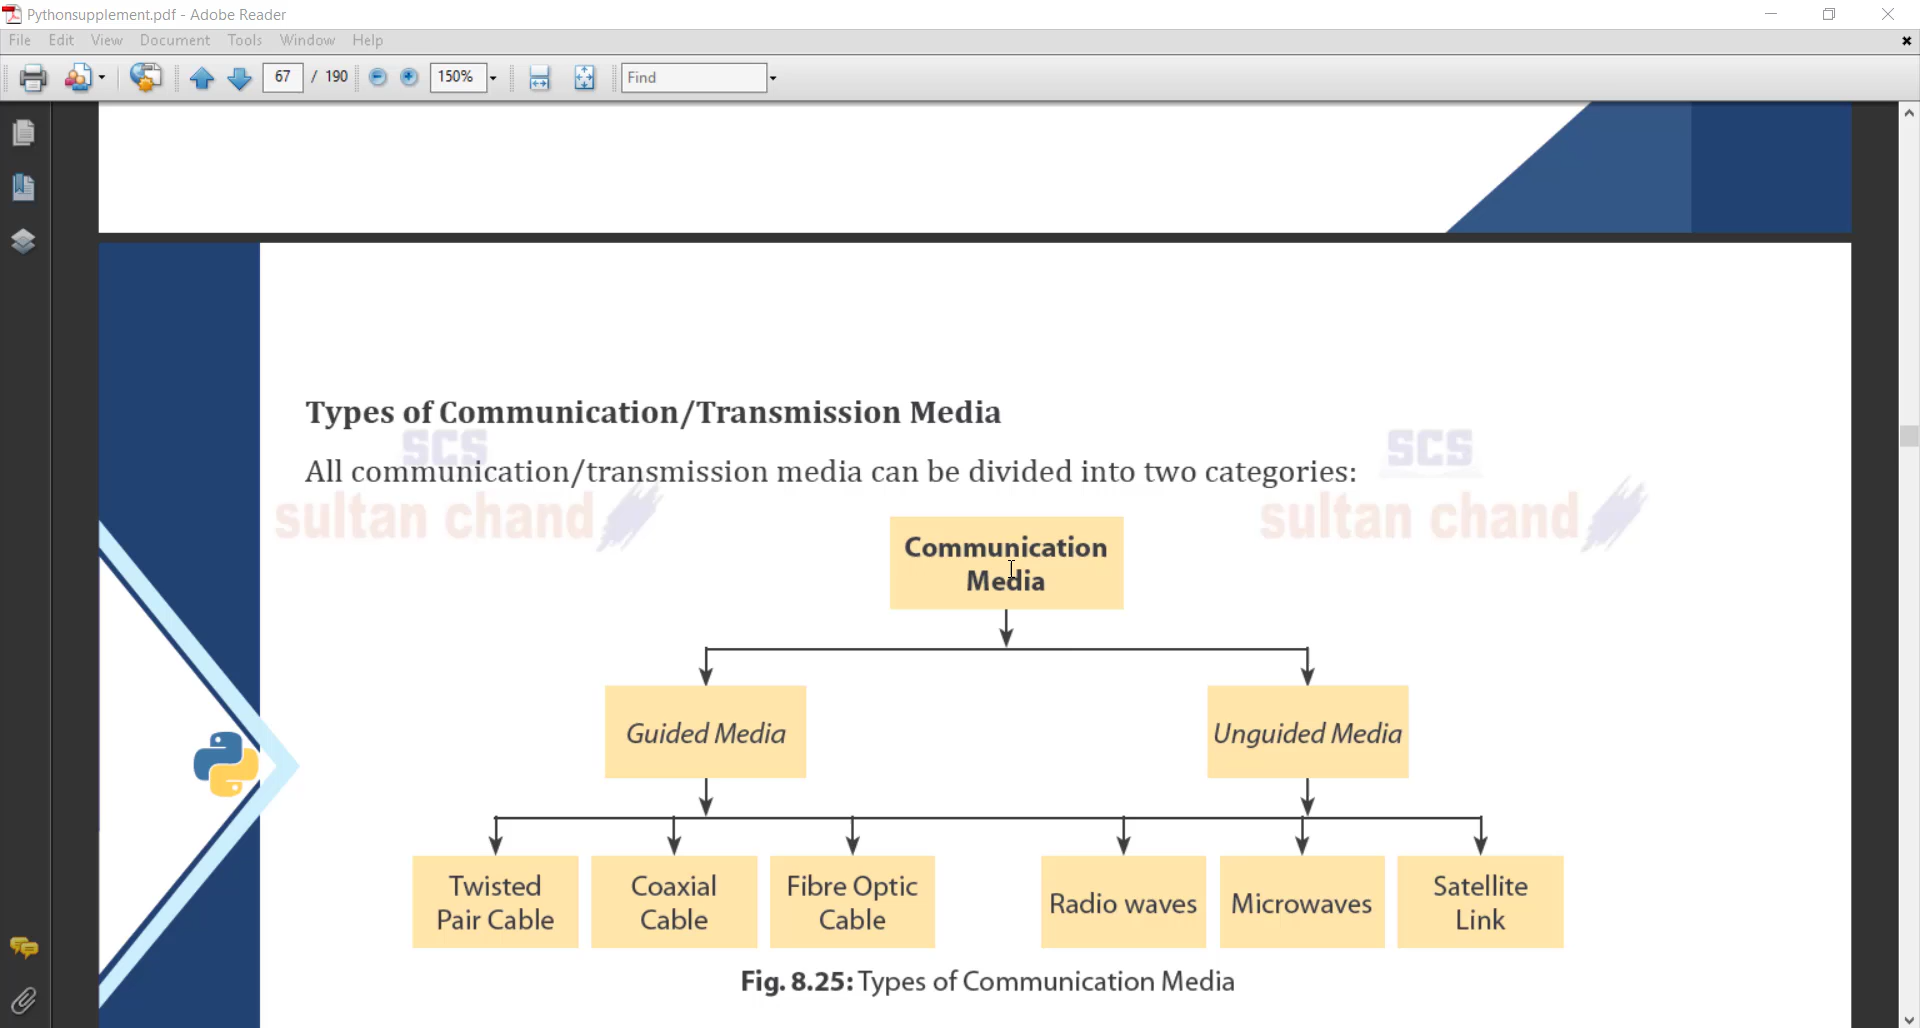 Pythonsupplement.pdf - Adobe Reader
File Edit View Document Tools Window Help
67 / 190 150% Find
Types of Communication/Transmission Media
SCS SCS
All communication/transmission media can be divided into two categories:
sultan chand sultan chand
Communication
Media
Guided Media Unguided Media
Twisted
Pair Cable
Coaxial
Cable
Fibre Optic
Cable
Radio waves
Microwaves
Satellite
Link
Fig. 8.25: Types of Communication Media